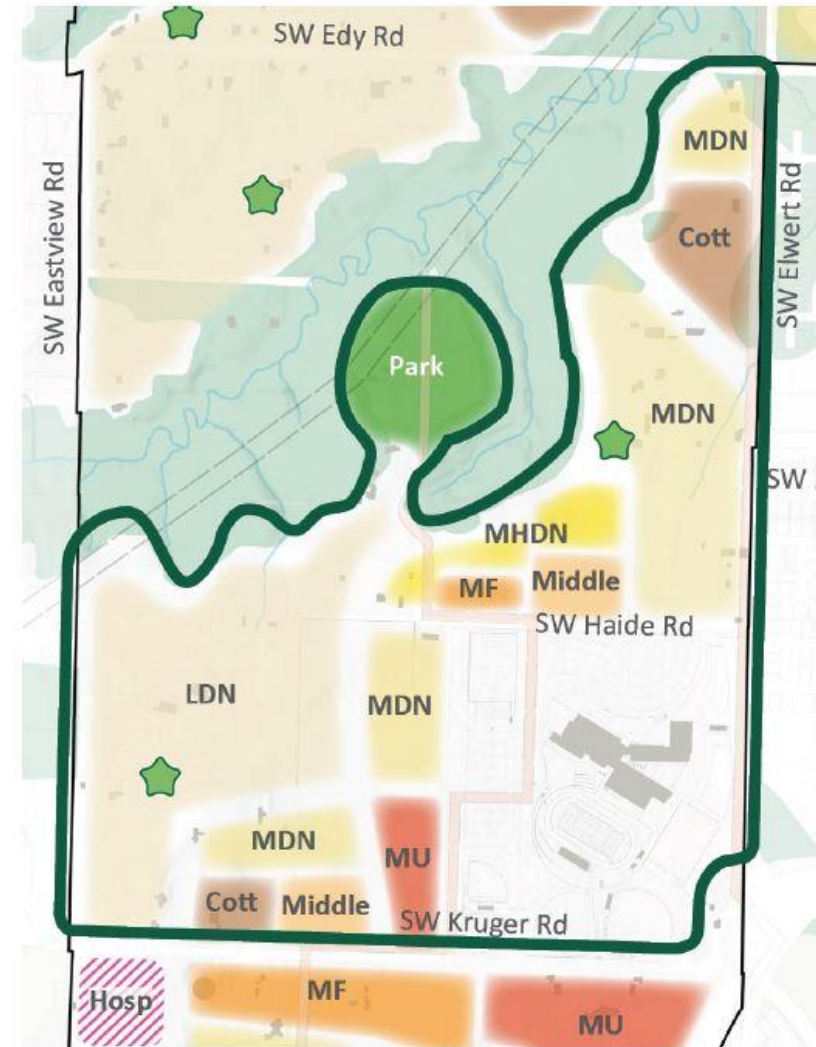 SW Edy Rd
MDN
SW Eastview Rd
Cott
SW Elwert Rd
Park
MDN
SW
MHDN
MF
Middle
SW Haide Rd
LDN
MDN
MDN
MU
Cott
Middle
SW Kruger Rd
Hosp
MF
MU